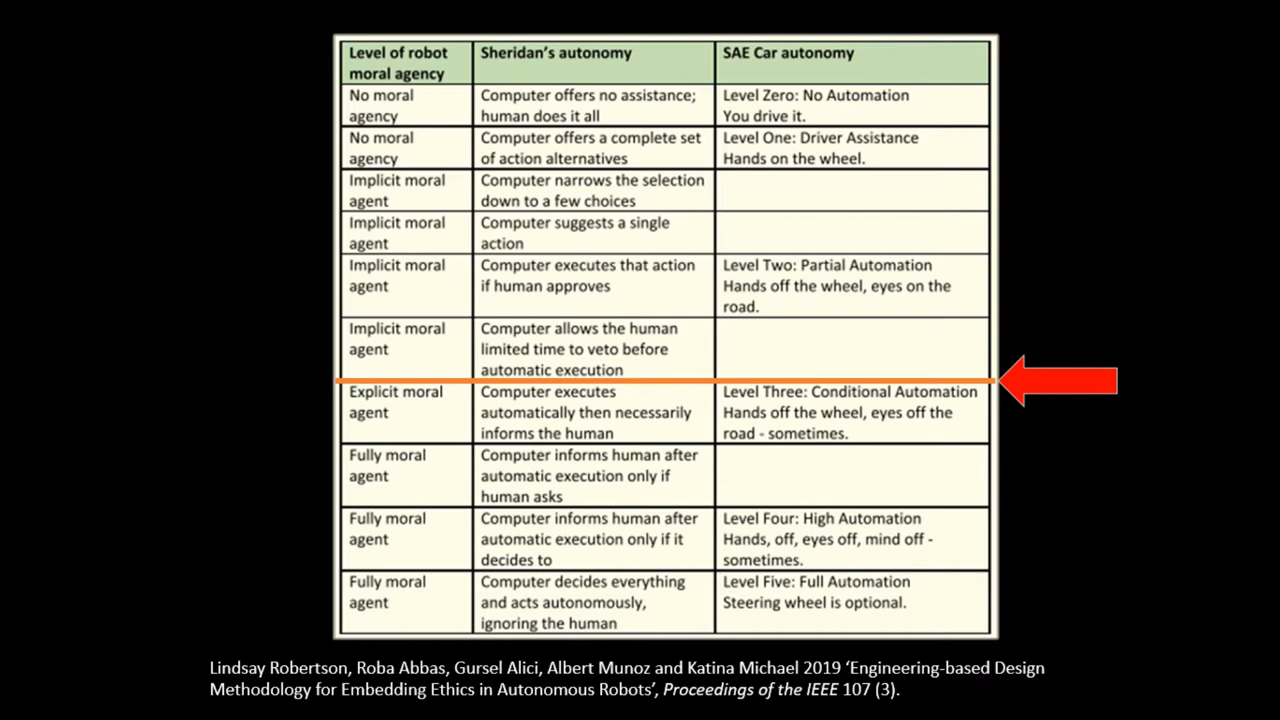 Level of robot
moral agency
Sheridan's autonomy
SAE Car autonomy
No moral
agency
Computer offers no assistance;
human does it all
Level Zero: No Automation
You drive it.
No moral
agency
Computer offers a complete set
of action alternatives
Level One: Driver Assistance
Hands on the wheel.
Implicit moral
agent
Computer narrows the selection
down to a few choices
Implicit moral
agent
Computer suggests a single
action
Implicit moral
agent
Computer executes that action
if human approves
Level Two: Partial Automation
Hands off the wheel, eyes on the
road.
Implicit moral
agent
Computer allows the human
limited time to veto before
automatic execution
Explicit moral
agent
Computer executes
automatically then necessarily
informs the human
Level Three: Conditional Automation
Hands off the wheel, eyes off the
road - sometimes.
Fully moral
agent
Computer informs human after
automatic execution only if
human asks
Fully moral
agent
Computer informs human after
automatic execution only if it
decides to
Level Four: High Automation
Hands, off, eyes off, mind off -
sometimes.
Fully moral
agent
Computer decides everything
and acts autonomously,
ignoring the human
Level Five: Full Automation
Steering wheel is optional.
Lindsay Robertson, Roba Abbas, Gursel Alici, Albert Munoz and Katina Michael 2019 'Engineering-based Design
Methodology for Embedding Ethics in Autonomous Robots', Proceedings of the IEEE 107 (3).